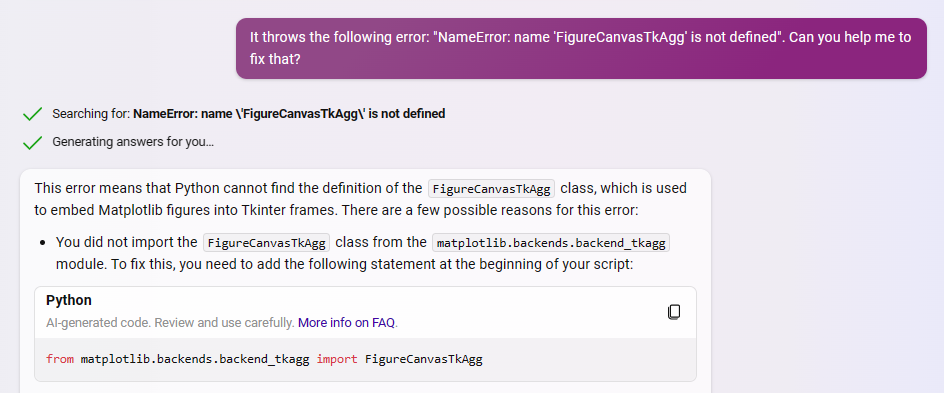 It throws the following error: "NameError: name 'FigureCanvasTkAgg' is not defined". Can you help me to
fix that?
Searching for: NameError: name \'FigureCanvasTkAgg\' is not defined
Generating answers for you...
This error means that Python cannot find the definition of the FigureCanvasTkAgg class, which is used
to embed Matplotlib figures into Tkinter frames. There are a few possible reasons for this error:
• You did not import the FigureCanvasTkAgg class from the matplotlib.backends.backend_tkagg
module. To fix this, you need to add the following statement at the beginning of your script:
Python
AI-generated code. Review and use carefully. More info on FAQ.
from matplotlib.backends.backend_tkagg import FigureCanvasTkAgg